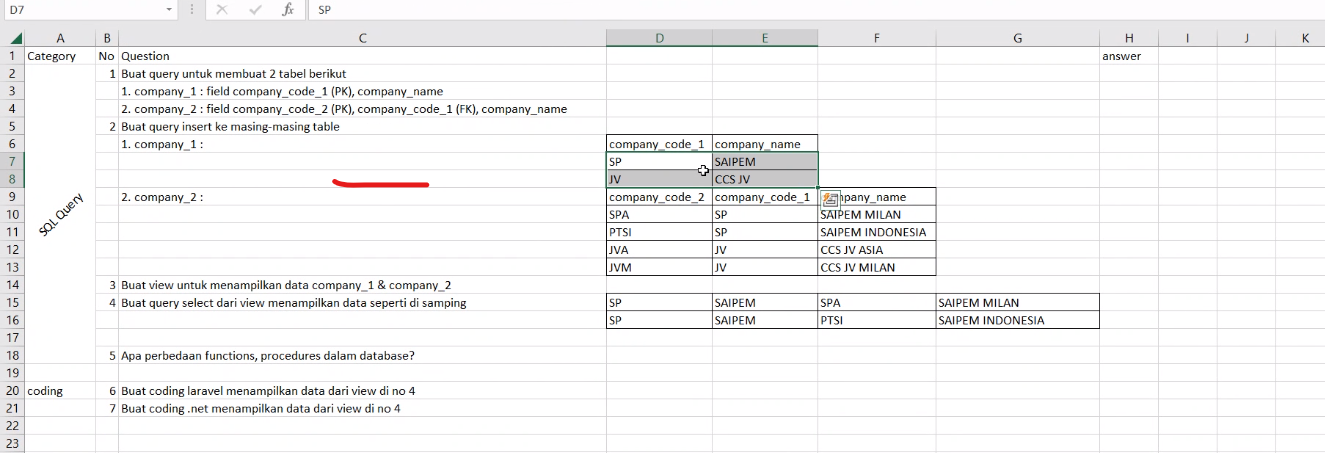 D7 fx SP
A B C D E F G H I J K
1 Category No Question answer
2 1 Buat query untuk membuat 2 tabel berikut
3 1. company_1 : field company_code_1 (PK), company_name
4 2. company_2 : field company_code_2 (PK), company_code_1 (FK), company_name
5 2 Buat query insert ke masing-masing table
6 1. company_1 : company_code_1 company_name
7 SP SAIPEM
8 JV CCS JV
9 2. company_2 : company_code_2 company_code_1 mpany_name
SQL Query
10 SPA SP SAIPEM MILAN
11 PTSI SP SAIPEM INDONESIA
12 JVA JV CCS JV ASIA
13 JVM JV CCS JV MILAN
14 3 Buat view untuk menampilkan data company_1 & company_2
15 4 Buat query select dari view menampilkan data seperti di samping SP SAIPEM SPA SAIPEM MILAN
16 SP SAIPEM PTSI SAIPEM INDONESIA
17
18 5 Apa perbedaan functions, procedures dalam database?
19
20 coding 6 Buat coding laravel menampilkan data dari view di no 4
21 7 Buat coding .net menampilkan data dari view di no 4
22
23